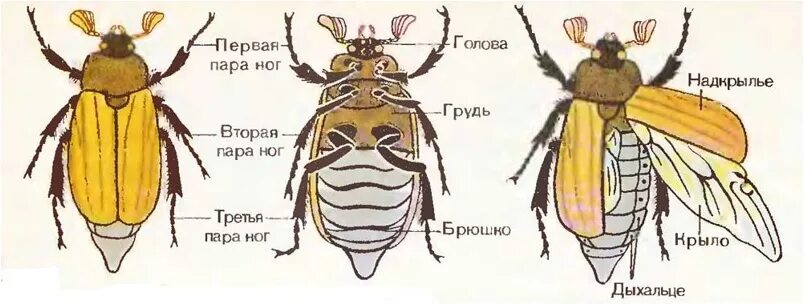 Первая
пара ног
Вторая
пара ног
Третья
пара ног
Голова
Грудь
Брюшко
Надкрылье
Крыло
Дыхальце